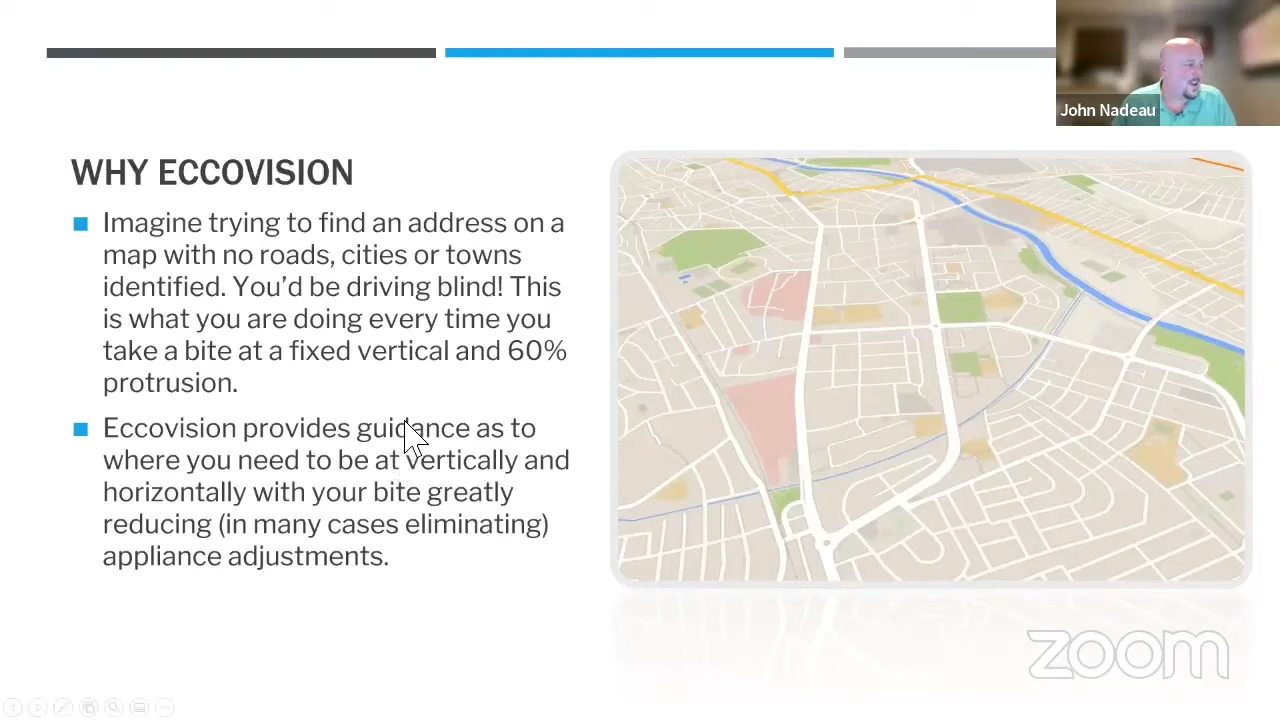 John Nadeau
WHY ECCOVISION
Imagine trying to find an address on a
map with no roads, cities or towns
identified. You’d be driving blind! This
is what you are doing every time you
take a bite at a fixed vertical and 60%
protrusion.
Eccovision provides guidance as to
where you need to be at vertically and
horizontally with your bite greatly
reducing (in many cases eliminating)
appliance adjustments.
zoom